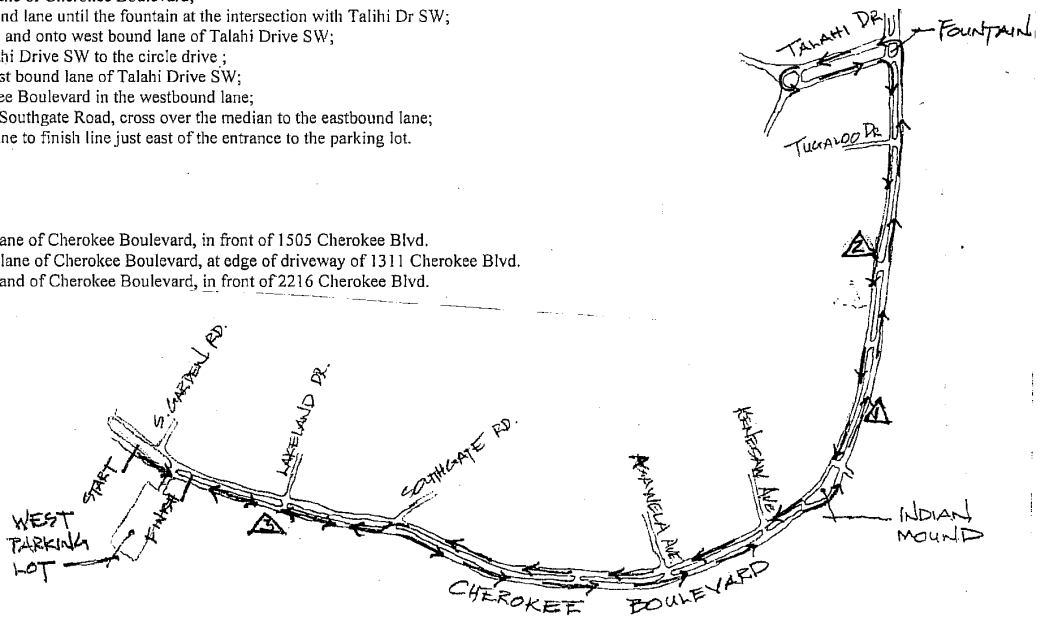 nd lane until the fountain at the intersection with Talihi Dr SW;
and onto west bound lane of Talahi Drive SW;
hi Drive SW to the circle drive ;
st bound lane of Talahi Drive SW;
ee Boulevard in the westbound lane;
Southgate Road, cross over the median to the eastbound lane;
ne to finish line just east of the entrance to the parking lot.
ane of Cherokee Boulevard, in front of 1505 Cherokee Blvd.
lane of Cherokee Boulevard, at edge of driveway of 1311 Cherokee Blvd.
and of Cherokee Boulevard, in front of 2216 Cherokee Blvd.
TALAHI DR
FOUNTAIN
TUGALOO DR
2
1
S. GARDEN RD.
LAKELAND DR.
SOUTHGATE RD.
KENESAW AVE
START
FINISH
3
WEST
PARKING
LOT
INDIAN
MOUND
CHEROKEE BOULEVARD